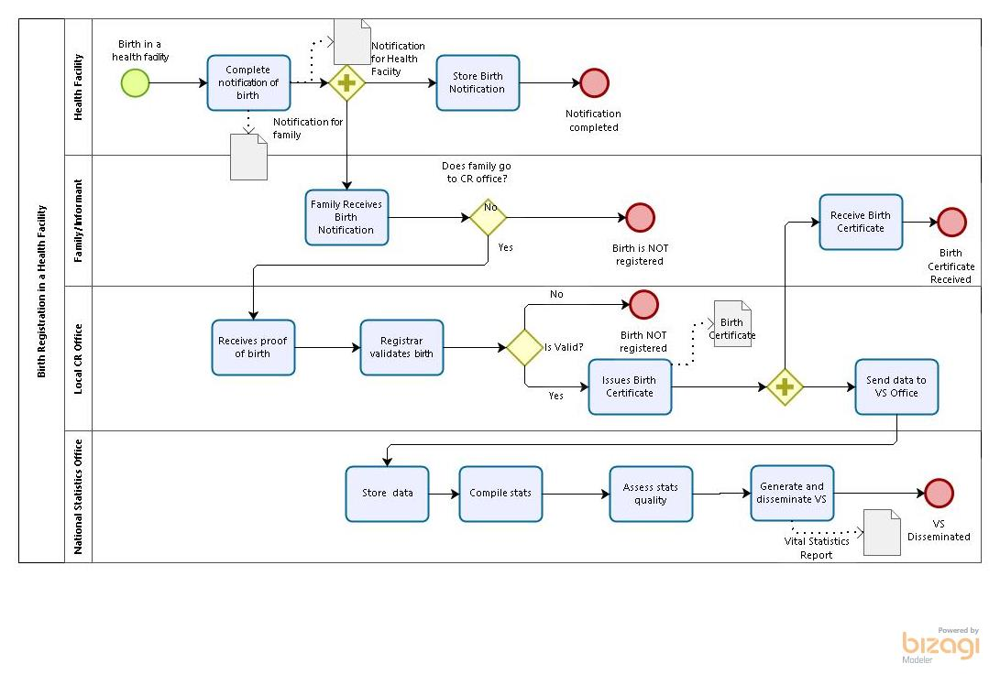 Birth Registration in a Health Facility
Health Facility
Birth in a
health facility
Complete
notification of
birth
Notification
for Health
Facility
Notification for
family
Store Birth
Notification
Notification
completed
Family/Informant
Family Receives
Birth
Notification
Does family go
to CR office?
No
Yes
Birth is NOT
registered
Receive Birth
Certificate
Birth
Certificate
Received
Local CR Office
Receives proof
of birth
Registrar
validates birth
Is Valid?
No
Yes
Birth NOT
registered
Birth
Certificate
Issues Birth
Certificate
Send data to
VS Office
National Statistics Office
Store data
Compile stats
Assess stats
quality
Generate and
disseminate VS
Vital Statistics
Report
VS
Disseminated
Powered by
bizagi
Modeler